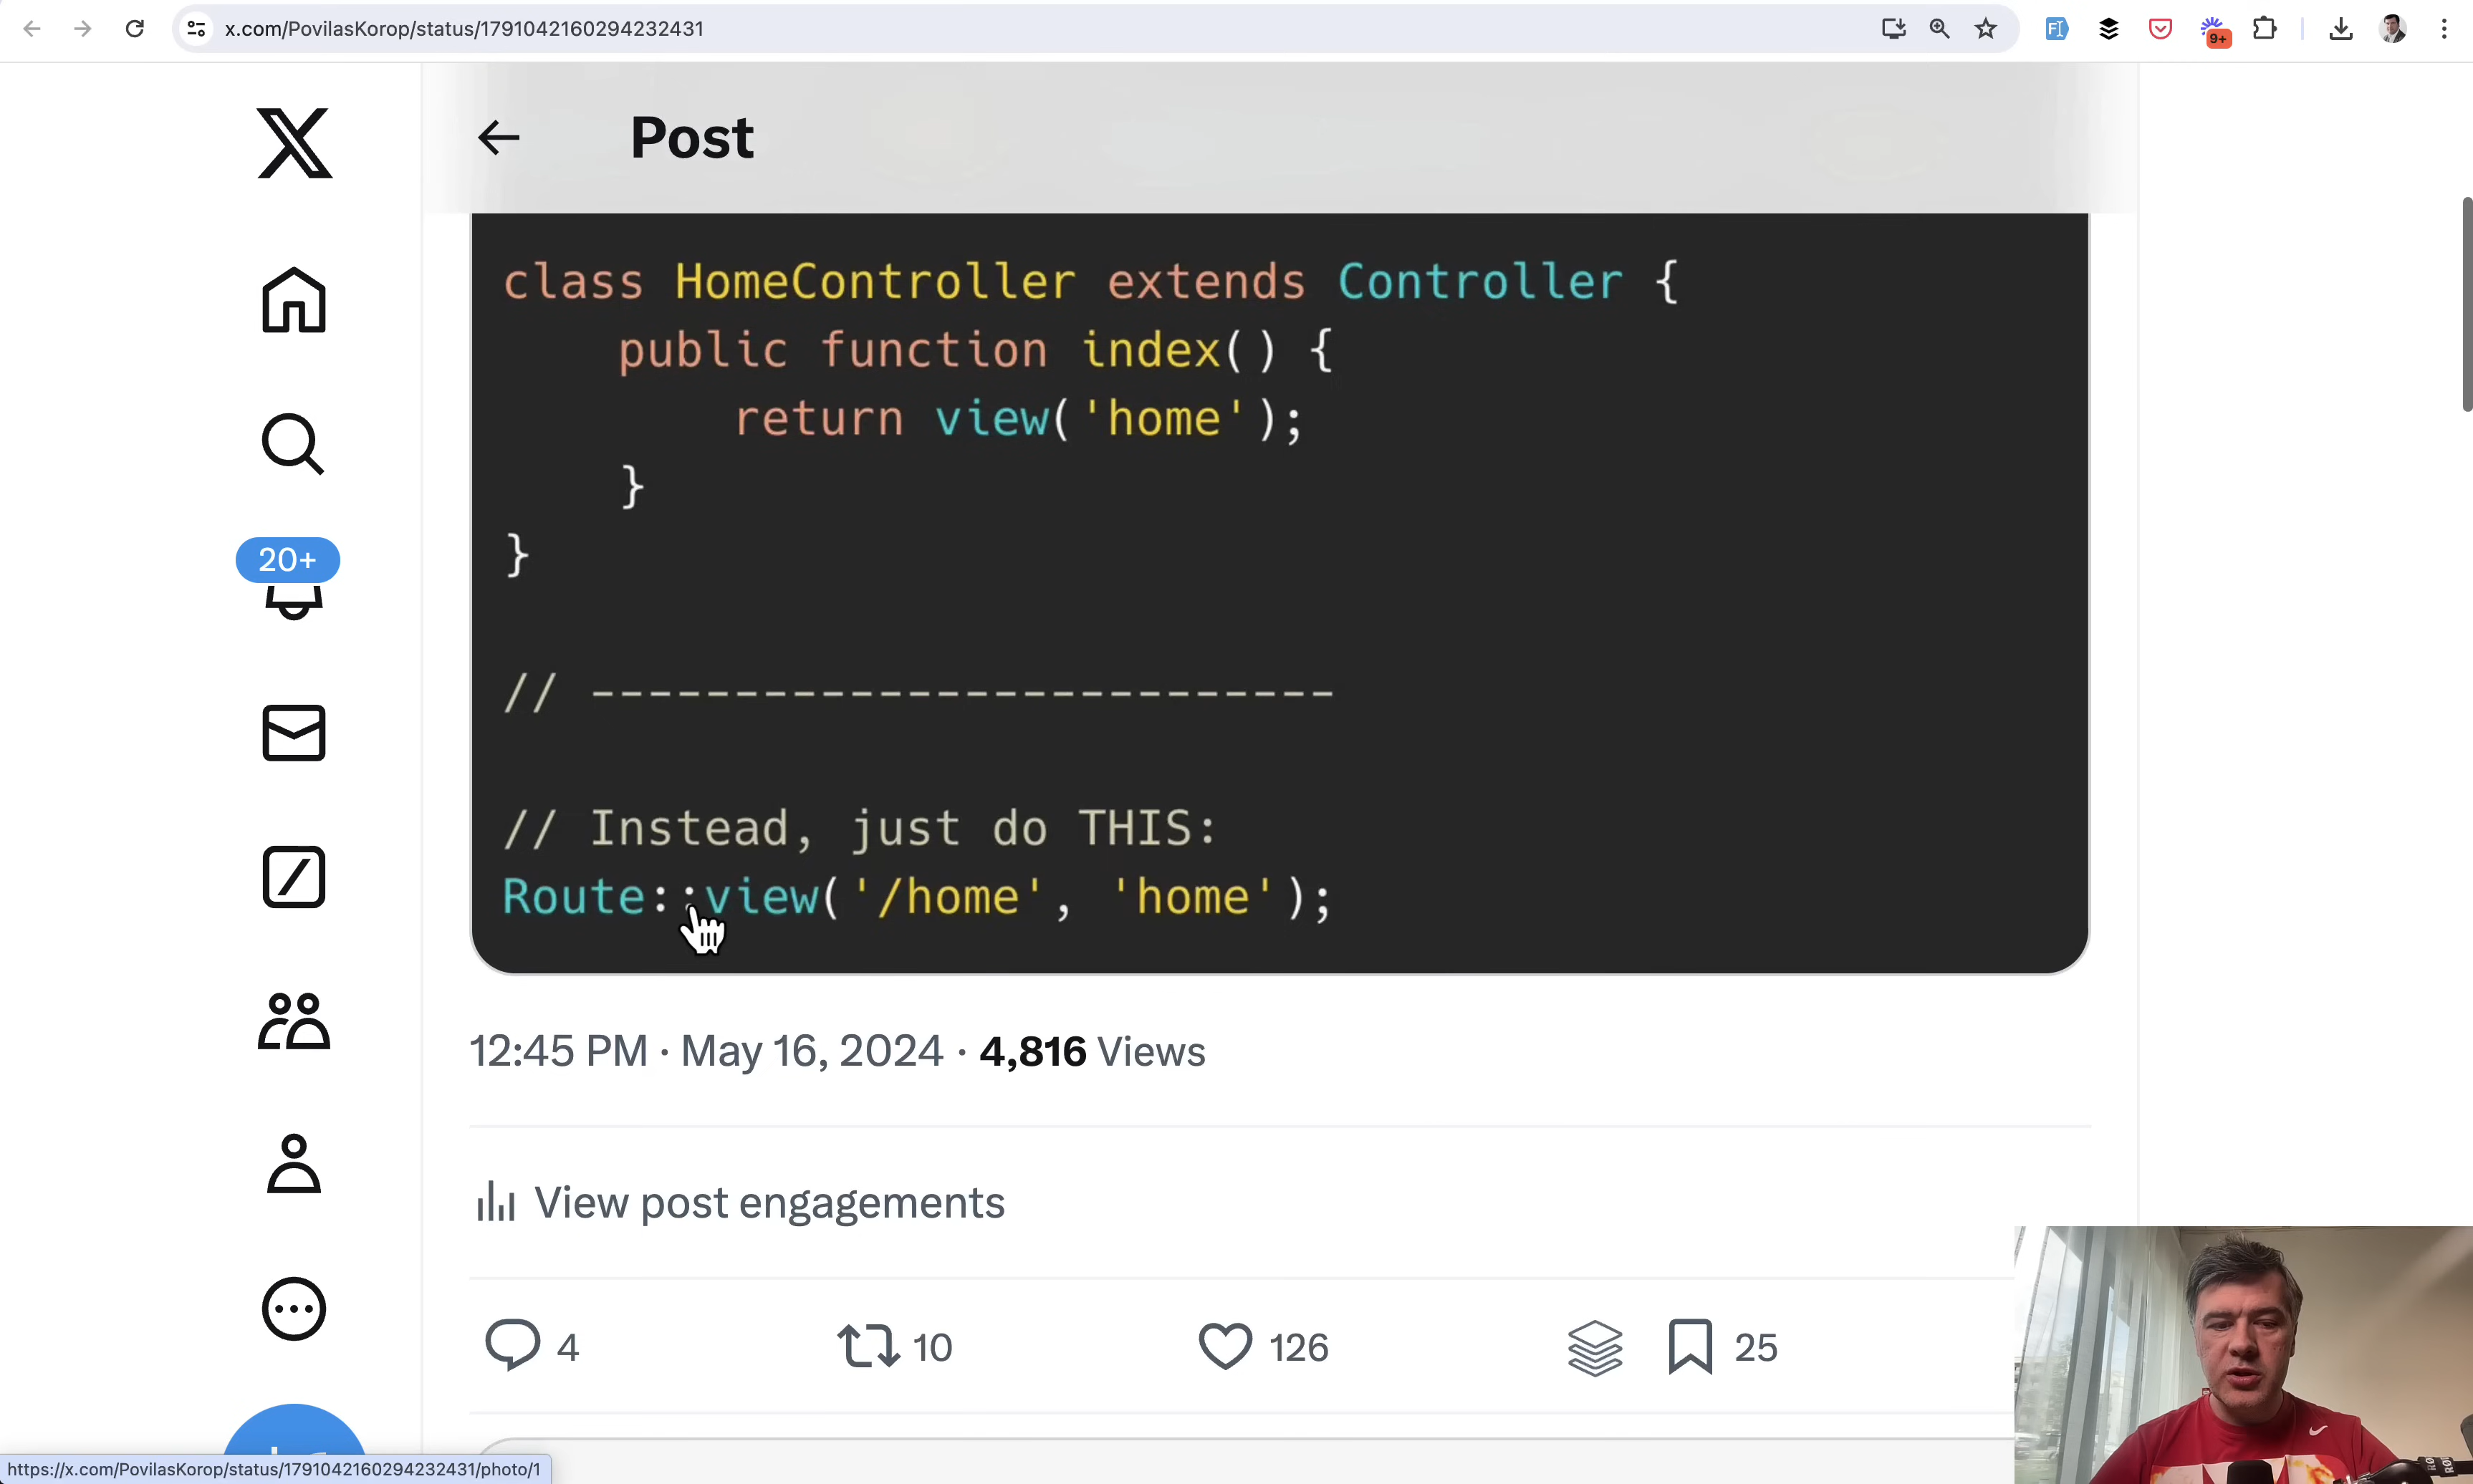 x.com/PovilasKorop/status/1791042160294232431
9+
Post
class HomeController extends Controller {
public function index() {
return view('home');
}
}
// --------------------------
// Instead, just do THIS:
Route::view('/home', 'home');
20+
12:45 PM · May 16, 2024 · 4,816 Views
View post engagements
4 10 126 25
https://x.com/PovilasKorop/status/1791042160294232431/photo/1